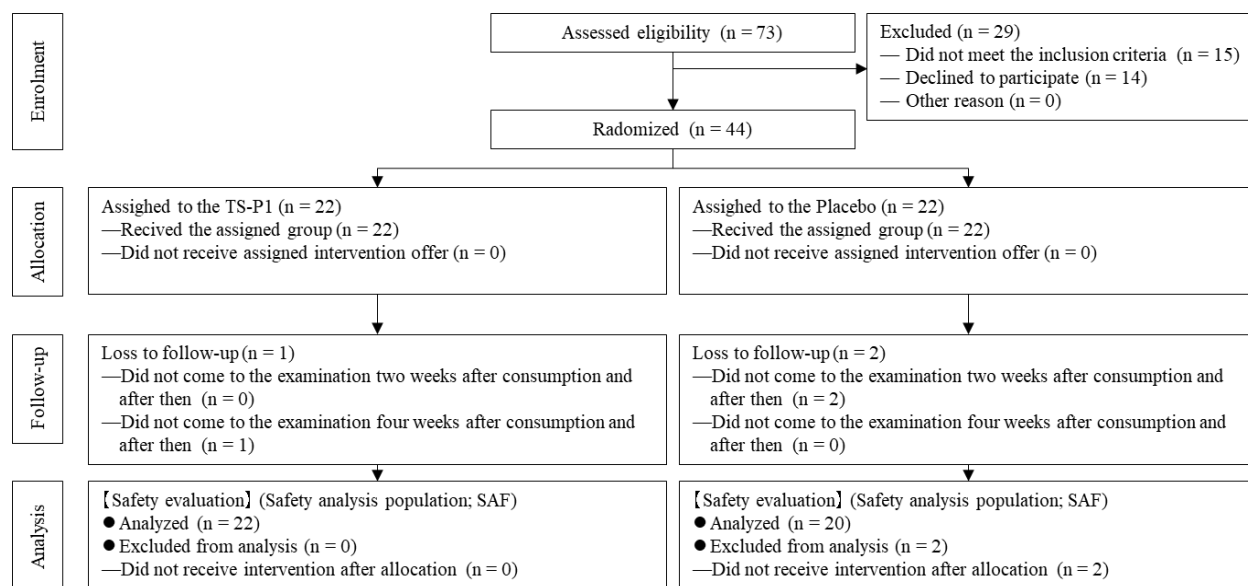 Enrolment
Assessed eligibility (n = 73)
Excluded (n = 29)
— Did not meet the inclusion criteria (n = 15)
— Declined to participate (n = 14)
— Other reason (n = 0)
Radomized (n = 44)
Allocation
Assighed to the TS-P1 (n = 22)
—Recived the assigned group (n = 22)
—Did not receive assigned intervention offer (n = 0)
Assighed to the Placebo (n = 22)
—Recived the assigned group (n = 22)
—Did not receive assigned intervention offer (n = 0)
Follow-up
Loss to follow-up (n = 1)
—Did not come to the examination two weeks after consumption and
after then (n = 0)
—Did not come to the examination four weeks after consumption and
after then (n = 1)
Loss to follow-up (n = 2)
—Did not come to the examination two weeks after consumption and
after then (n = 2)
—Did not come to the examination four weeks after consumption and
after then (n = 0)
Analysis
【Safety evaluation】 (Safety analysis population; SAF)
● Analyzed (n = 22)
● Excluded from analysis (n = 0)
—Did not receive intervention after allocation (n = 0)
【Safety evaluation】 (Safety analysis population; SAF)
● Analyzed (n = 20)
● Excluded from analysis (n = 2)
—Did not receive intervention after allocation (n = 2)